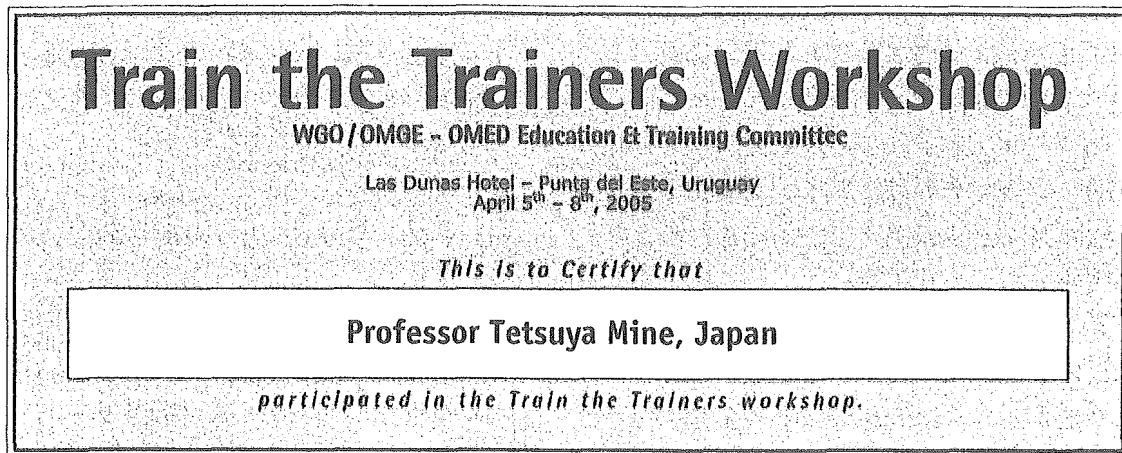 Train the Trainers Workshop
WGO/OMGE - OMED Education & Training Committee
Las Dunas Hotel – Punta del Este, Uruguay
April 5th – 8th, 2005
This is to Certify that
Professor Tetsuya Mine, Japan
participated in the Train the Trainers workshop.